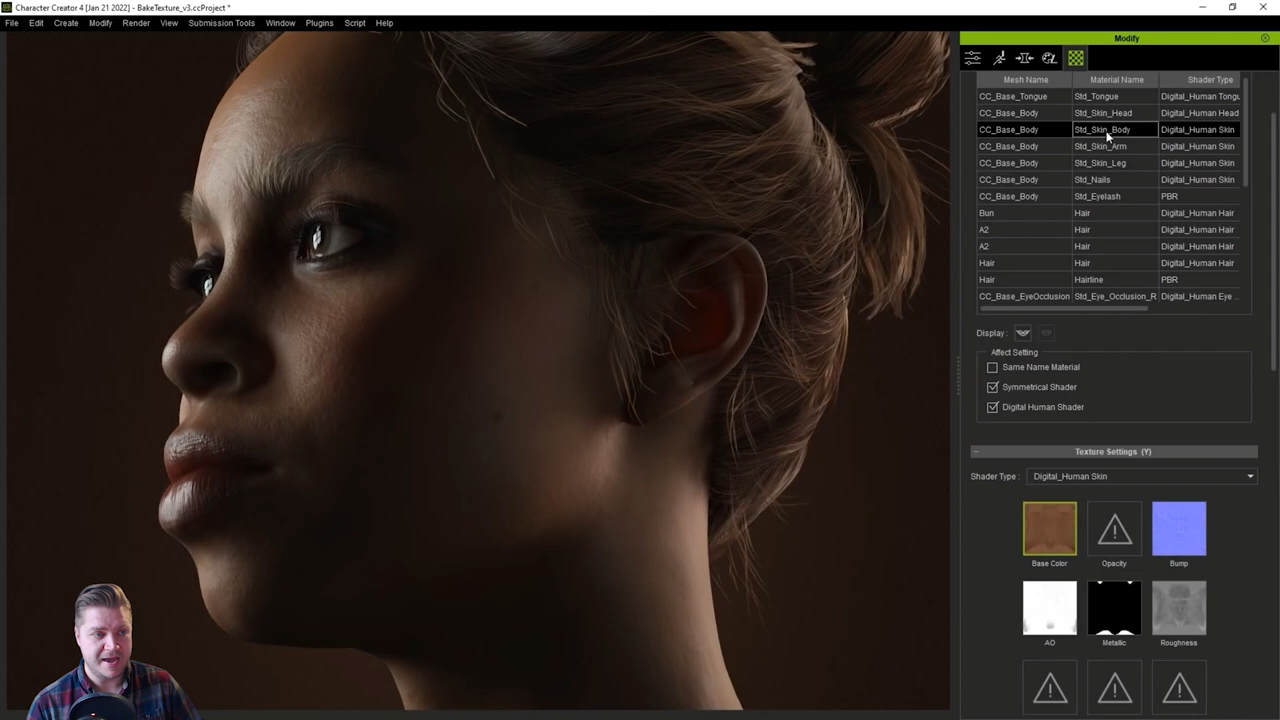 Character Creator 4 [Jan 21 2022] - BakeTexture_v3.ccProject *
File Edit Create Modify Render Submission Tools Window Plugins Script Help
Modify
Mesh Name Material Name Shader Type
CC_Base_Tongue Std_Tongue Digital_Human Tongu
CC_Base_Body Std_Skin_Head Digital_Human Head
CC_Base_Body Std_Skin_Body Digital_Human Skin
CC_Base_Body Std_Skin_Arm Digital_Human Skin
CC_Base_Body Std_Skin_Leg Digital_Human Skin
CC_Base_Body Std_Nails Digital_Human Skin
CC_Base_Body Std_Eyelash PBR
Bun Hair Digital_Human Hair
A2 Hair Digital_Human Hair
A2 Hair Digital_Human Hair
Hair Hair Digital_Human Hair
Hair Hairline PBR
CC_Base_EyeOcclusion Std_Eye_Occlusion_R Digital_Human Eye ...
Display :
Affect Setting
Same Name Material
Symmetrical Shader
Digital Human Shader
Texture Settings (Y)
Shader Type : Digital_Human Skin
Base Color Opacity Bump
AO Metallic Roughness